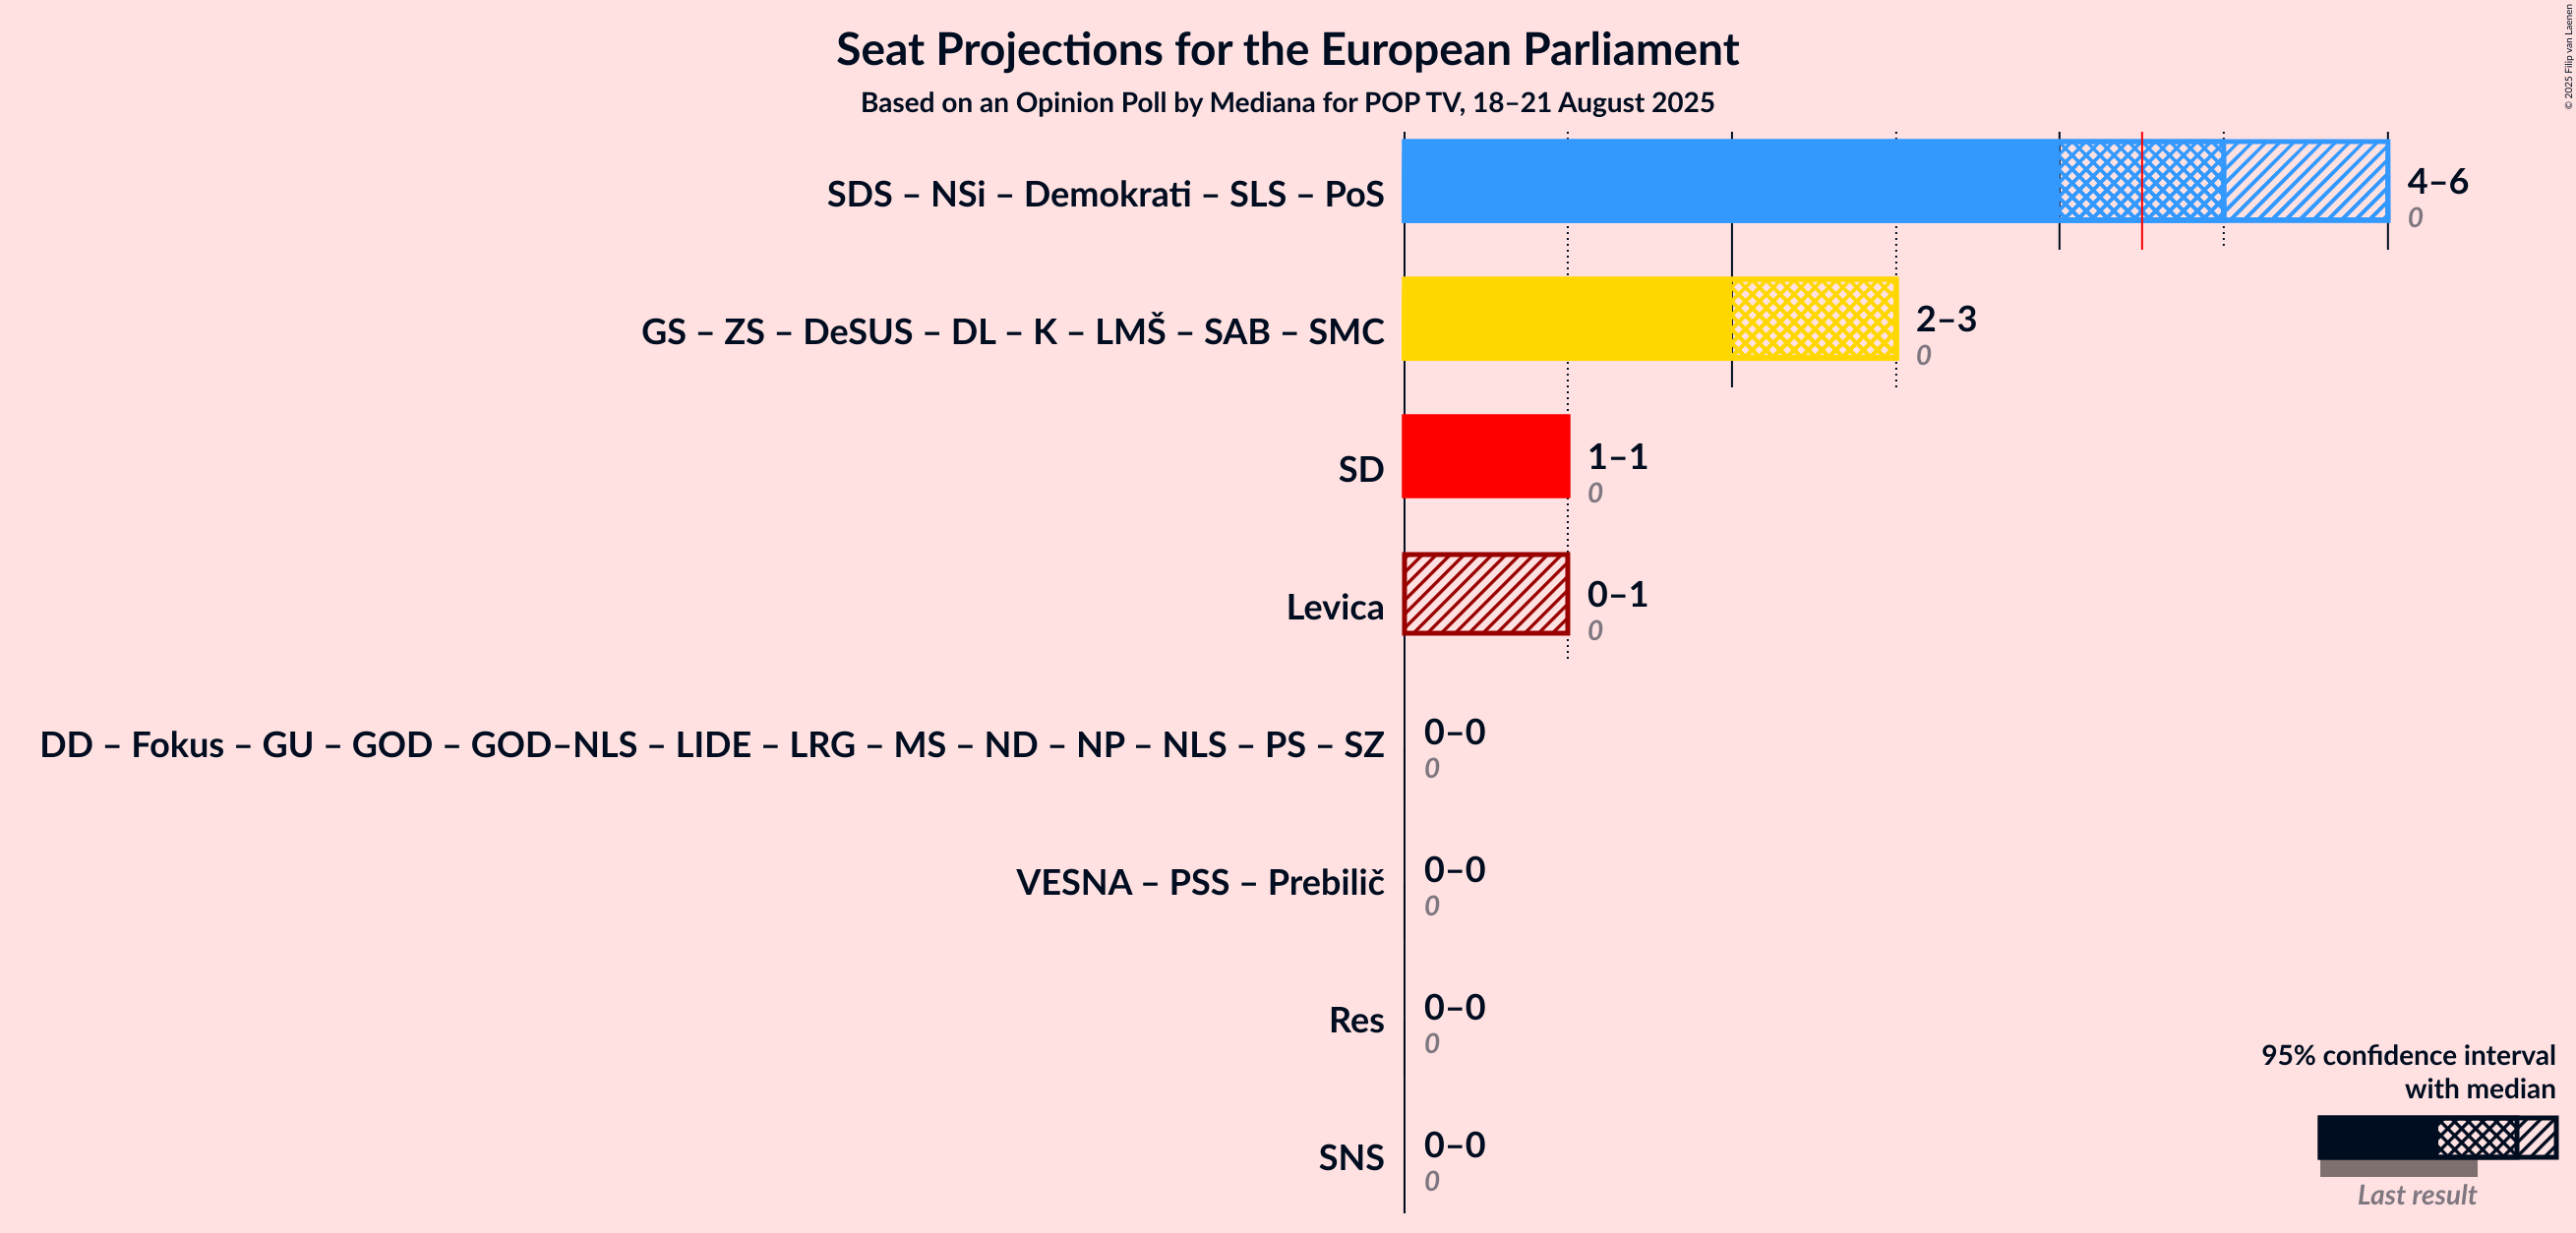 Seat Projections for the European Parliament
Based on an Opinion Poll by Mediana for POP TV, 18–21 August 2025
© 2025 Filip van Laenen
SDS – NSi – Demokrati – SLS – PoS
4–6
0
GS – ZS – DeSUS – DL – K – LMŠ – SAB – SMC
2–3
0
SD
1–1
0
Levica
0–1
0
DD – Fokus – GU – GOD – GOD–NLS – LIDE – LRG – MS – ND – NP – NLS – PS – SZ
0–0
0
VESNA – PSS – Prebilič
0–0
0
Res
0–0
0
SNS
0–0
0
95% confidence interval
with median
Last result